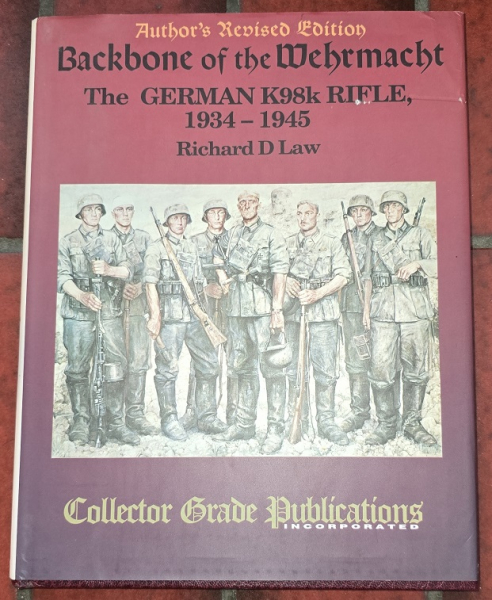 Author's Revised Edition
Backbone of the Wehrmacht
The GERMAN K98k RIFLE,
1934 – 1945
Richard D Law
Collector Grade Publications
INCORPORATED